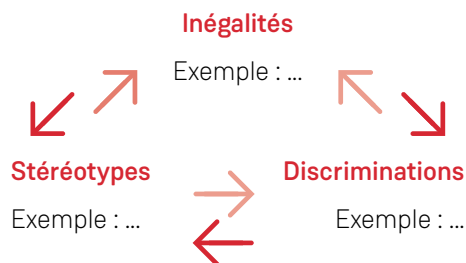 Inégalités
Exemple : ...
Stéréotypes
Discriminations
Exemple : ...
Exemple : ...